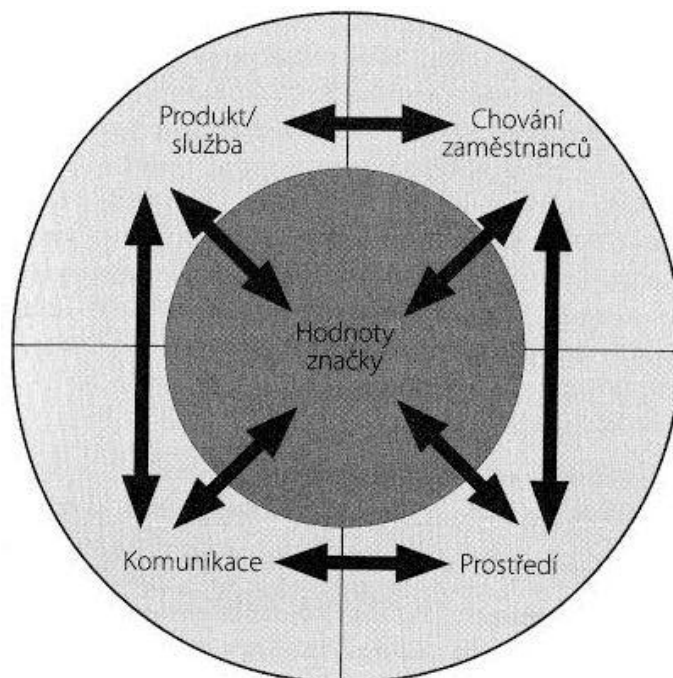 Produkt/
služba
Chování
zaměstnanců
Hodnoty
značky
Komunikace
Prostředí